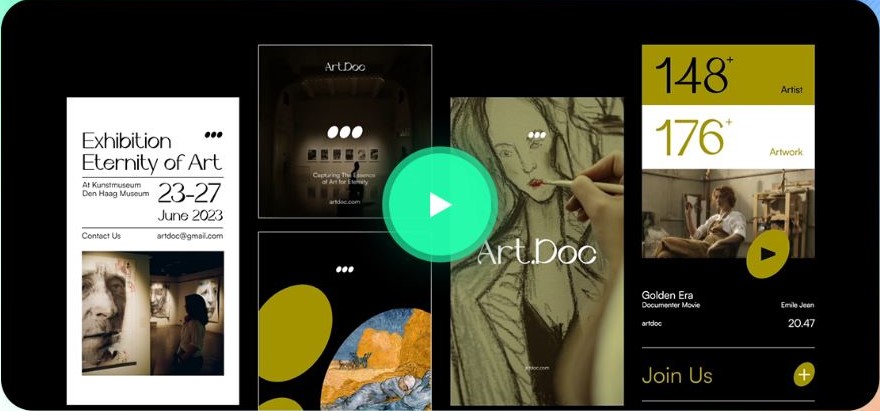 Exhibition
Eternity of Art
At Kunstmuseum
Den Haag Museum
23-27
June 2023
Contact Us
artdoc@gmail.com
Art.Doc
Capturing The Essence
of Art for Eternity
artdoc.com
Art.Doc
artdoc.com
148+
Artist
176+
Artwork
Golden Era
Documenter Movie
Emile Jean
artdoc
20.47
Join Us